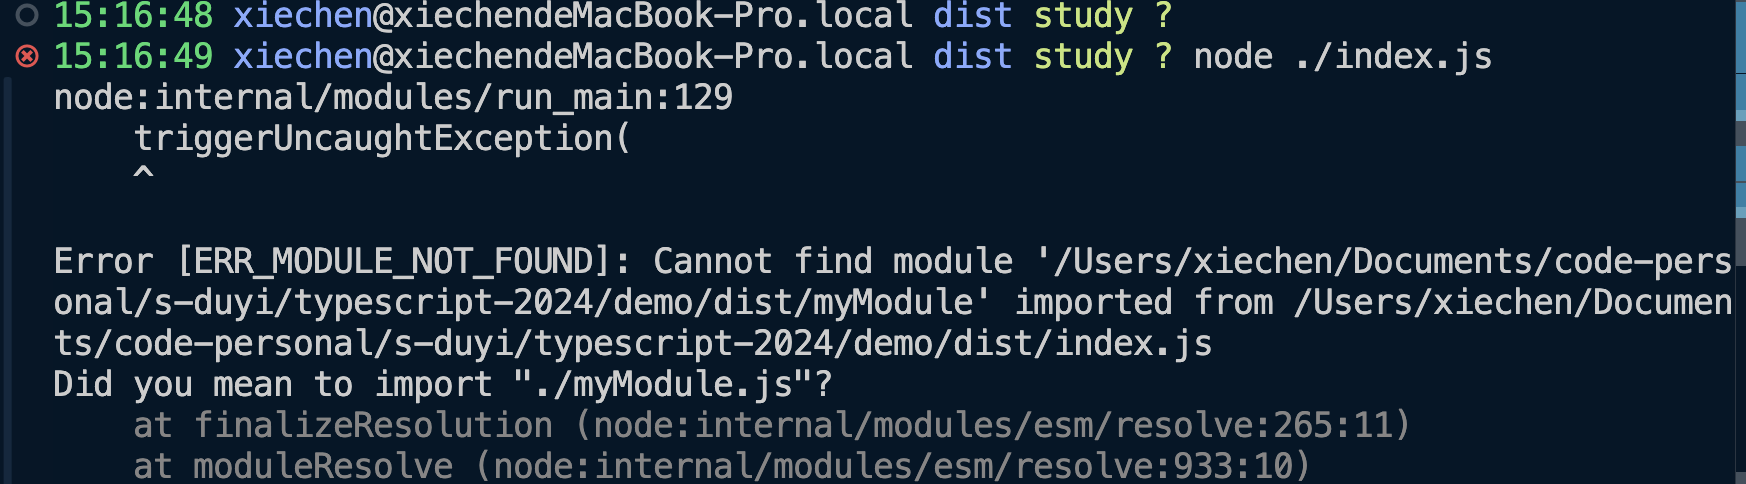 15:16:48 xiechen@xiechendeMacBook-Pro.local dist study ?
15:16:49 xiechen@xiechendeMacBook-Pro.local dist study ? node ./index.js
node:internal/modules/run_main:129
    triggerUncaughtException(
    ^
Error [ERR_MODULE_NOT_FOUND]: Cannot find module '/Users/xiechen/Documents/code-pers
onal/s-duyi/typescript-2024/demo/dist/myModule' imported from /Users/xiechen/Documen
ts/code-personal/s-duyi/typescript-2024/demo/dist/index.js
Did you mean to import "./myModule.js"?
    at finalizeResolution (node:internal/modules/esm/resolve:265:11)
    at moduleResolve (node:internal/modules/esm/resolve:933:10)